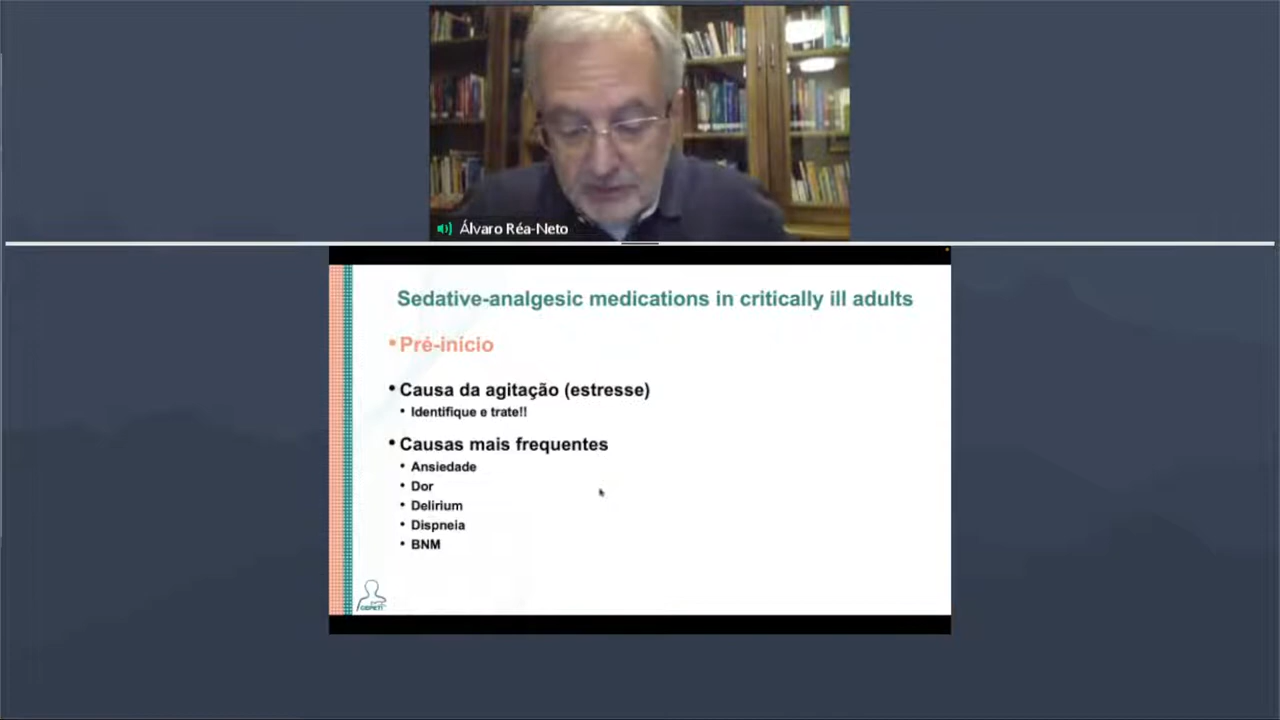 Álvaro Réa-Neto
Sedative-analgesic medications in critically ill adults
• Pré-início
• Causa da agitação (estresse)
• Identifique e trate!!
• Causas mais frequentes
• Ansiedade
• Dor
• Delirium
• Dispneia
• BNM
CEPETI